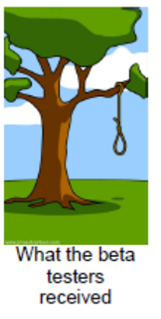 What the beta
testers
received